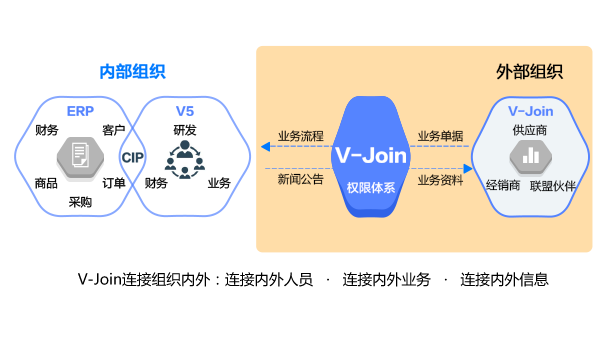 内部组织
外部组织
ERP
V5
V-Join
财务
客户
研发
业务流程
业务单据
供应商
CIP
V-Join
商品
订单
财务
业务
新闻公告
权限体系
业务资料
经销商
联盟伙伴
采购
V-Join连接组织内外：连接内外人员 · 连接内外业务 · 连接内外信息